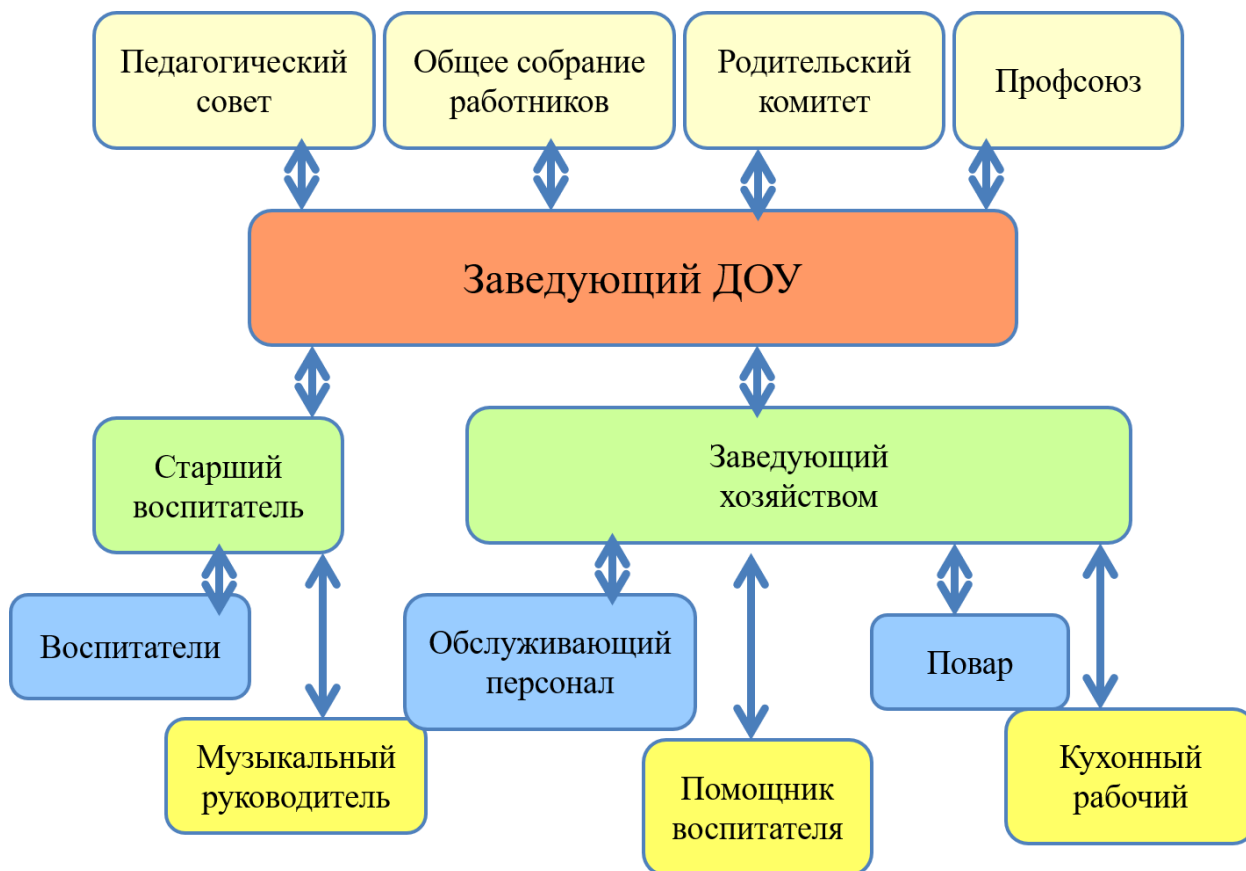 Педагогический
совет
Общее собрание
работников
Родительский
комитет
Профсоюз
Заведующий ДОУ
Старший
воспитатель
Заведующий
хозяйством
Воспитатели
Обслуживающий
персонал
Повар
Музыкальный
руководитель
Помощник
воспитателя
Кухонный
рабочий